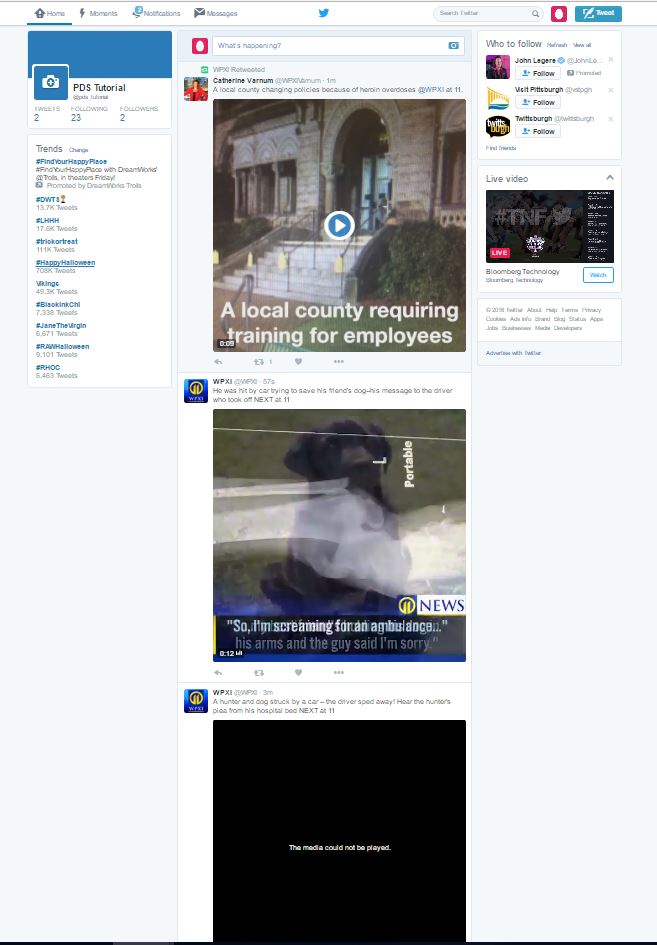 Home Moments 2 Notifications Messages Search Twitter Tweet
PDS Tutorial
@pds_tutorial
TWEETS FOLLOWING FOLLOWERS
2 23 2
Trends Change
#FindYourHappyPlace
#FindYourHappyPlace with DreamWorks'
@Trolls, in theaters Friday!
Promoted by DreamWorks Trolls
#DWTS
13.7K Tweets
#LHHH
17.6K Tweets
#trickortreat
111K Tweets
#HappyHalloween
708K Tweets
Vikings
49.3K Tweets
#BlackInkChi
7,338 Tweets
#JaneTheVirgin
6,671 Tweets
#RAWHalloween
9,101 Tweets
#RHOC
6,463 Tweets
What's happening?
WPXI Retweeted
Catherine Varnum @WPXIVarnum · 1m
A local county changing policies because of heroin overdoses @WPXI at 11.
A local county requiring
training for employees
0:09
1
WPXI @WPXI · 57s
He was hit by car trying to save his friend's dog–his message to the driver
who took off NEXT at 11
Portable
NEWS
"So, I'm screaming for an ambulance..."
his arms and the guy said I'm sorry."
0:12
WPXI @WPXI · 3m
A hunter and dog struck by a car – the driver sped away! Hear the hunter's
plea from his hospital bed NEXT at 11
The media could not be played.
Who to follow Refresh View all
John Legere @JohnLe...
Follow Promoted
Visit Pittsburgh @vstpgh
Follow
Twittsburgh @twittsburgh
Follow
Find friends
Live video
#TNF
LIVE
Bloomberg Technology
Bloomberg Technology
Watch
© 2016 Twitter About Help Terms Privacy
Cookies Ads info Brand Blog Status Apps
Jobs Businesses Media Developers
Advertise with Twitter